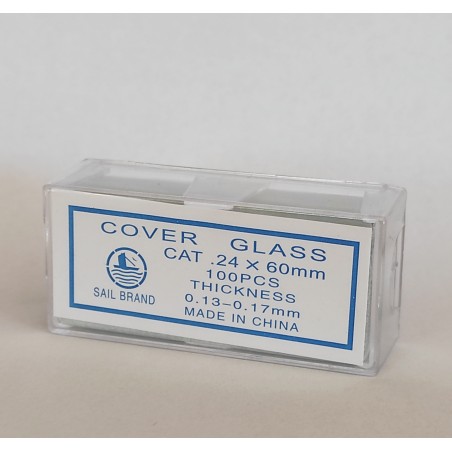 COVER GLASS
CAT .24 × 60mm
100PCS
THICKNESS
0.13-0.17mm
MADE IN CHINA
SAIL BRAND